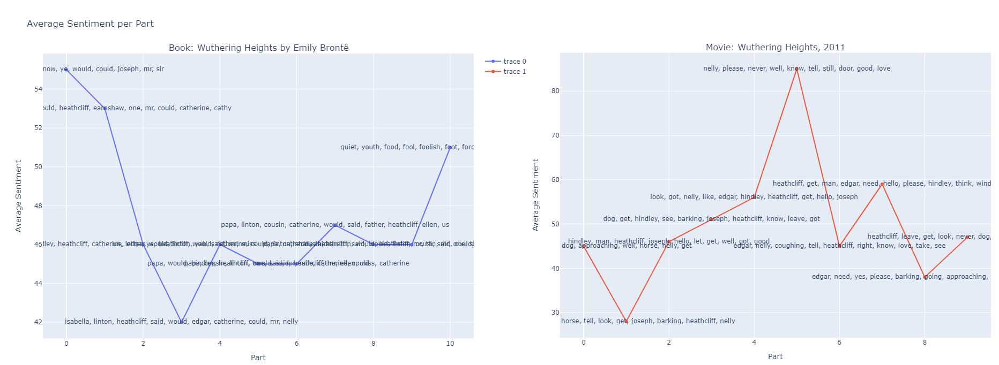 Average Sentiment per Part
Book: Wuthering Heights by Emily Brontë
Average Sentiment
54
52
50
48
46
44
42
now, ye, would, could, joseph, mr, sir
heathcliff, earnshaw, one, mr, could, catherine, cathy
quiet, youth, food, fool, foolish, foot,
papa, linton, cousin, catherine, would, said, father, heathcliff, ellen, us
heathcliff, catherine,
papa, would,
miss, catherine
isabella, linton, heathcliff, said, would, edgar, catherine, could, mr, nelly
0
2
4
6
8
10
Part
trace 0
trace 1
Movie: Wuthering Heights, 2011
Average Sentiment
80
70
60
50
40
30
nelly, please, never, well, know, tell, still, door, good, love
heathcliff, get, man, edgar, need, hello, please, hindley, think,
look, got, nelly, like, edgar, hindley, heathcliff, get, hello, joseph
dog, get, hindley, see, barking, joseph, heathcliff, know, leave, got
heathcliff, leave, get, look, never, dog,
hindley, man, heathcliff, joseph, hello, let, get, well, got, good
dog, approaching, well, horse, nelly, get
edgar, nelly, coughing, tell, heathcliff, right, know, love, take, see
edgar, need, yes, please, barking, going, approaching,
horse, tell, look, get, joseph, barking, heathcliff, nelly
0
2
4
6
8
Part